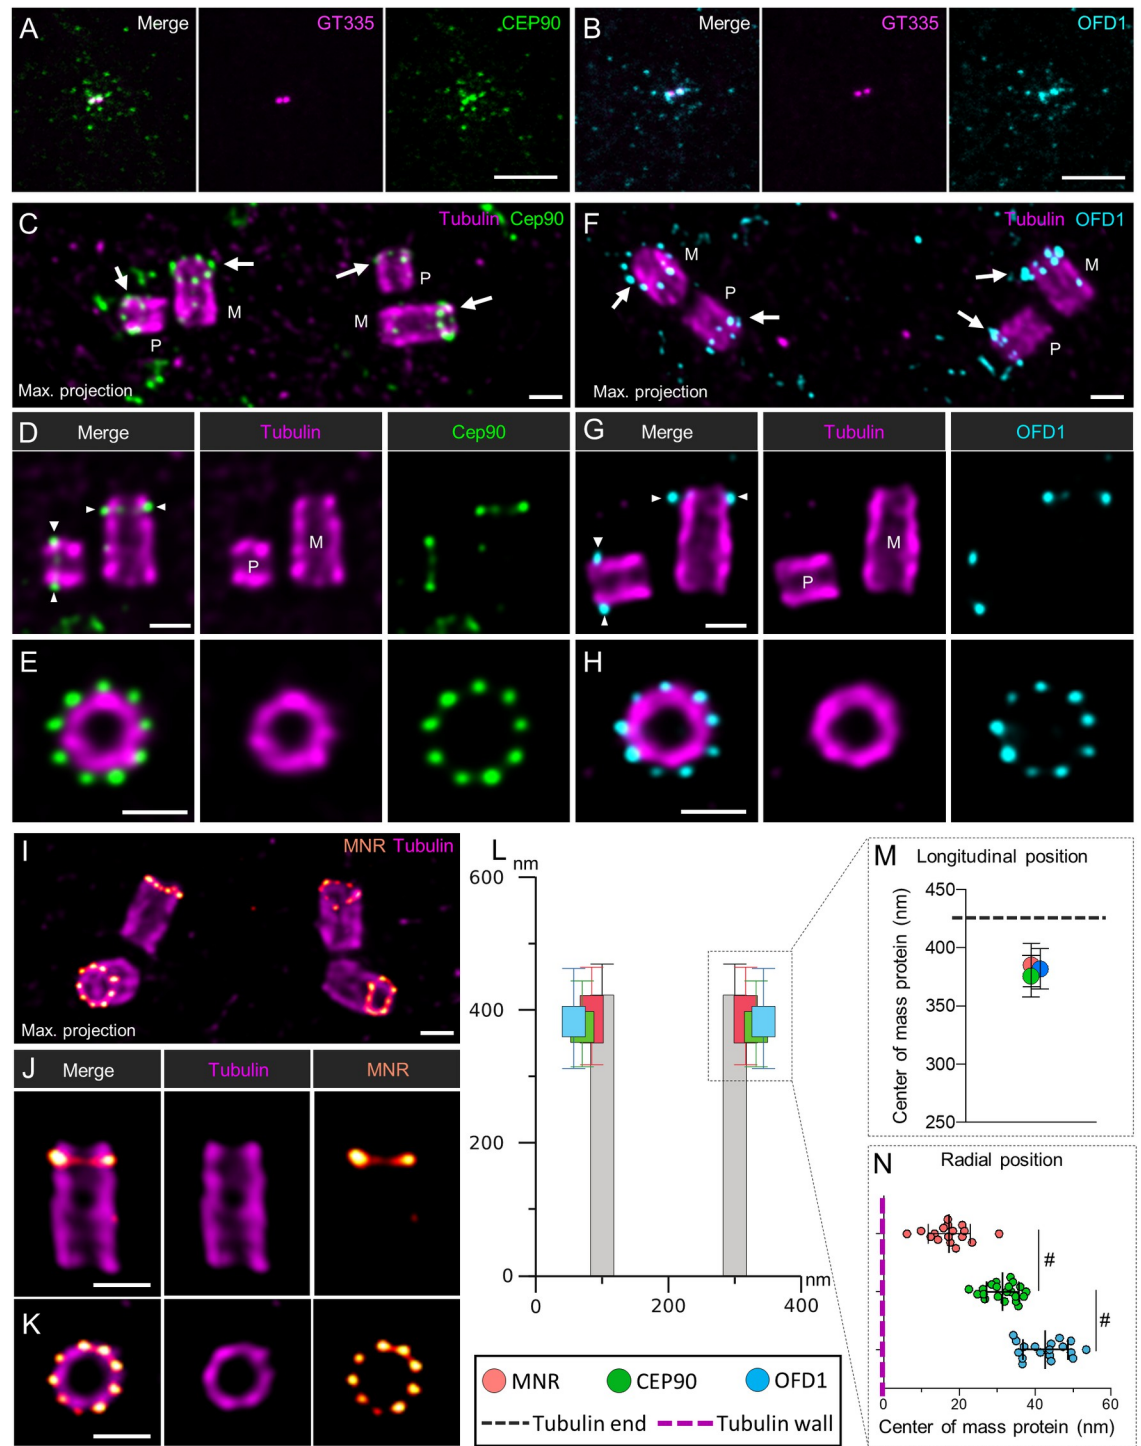 A Merge GT335 CEP90
B Merge GT335 OFD1
C Tubulin Cep90
P M P M
Max. projection
F Tubulin OFD1
M P M P
Max. projection
D Merge Tubulin Cep90
P M
G Merge Tubulin OFD1
P M
E
H
I MNR Tubulin
Max. projection
J Merge Tubulin MNR
K
L nm
600
400
200
0
0 200 400 nm
M Longitudinal position
Center of mass protein (nm)
450
400
350
300
250
N Radial position
#
#
0 20 40 60
Center of mass protein (nm)
MNR CEP90 OFD1
Tubulin end Tubulin wall